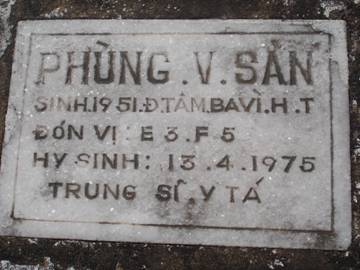 PHÙNG.V.SẢN
SINH.1951.Đ.TÂM.BAVÌ.H.T
ĐƠN VỊ: E 3.F 5
HY SINH: 13.4.1975
TRUNG SĨ.Y TÁ